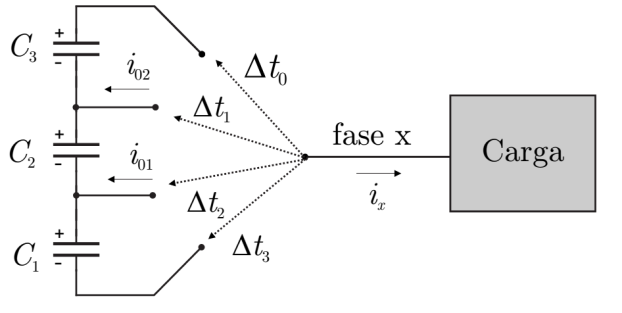 +
C₃
-
i₀₂
Δt₀
Δt₁
+
C₂
-
i₀₁
fase x
iₓ
Carga
Δt₂
+
C₁
-
Δt₃